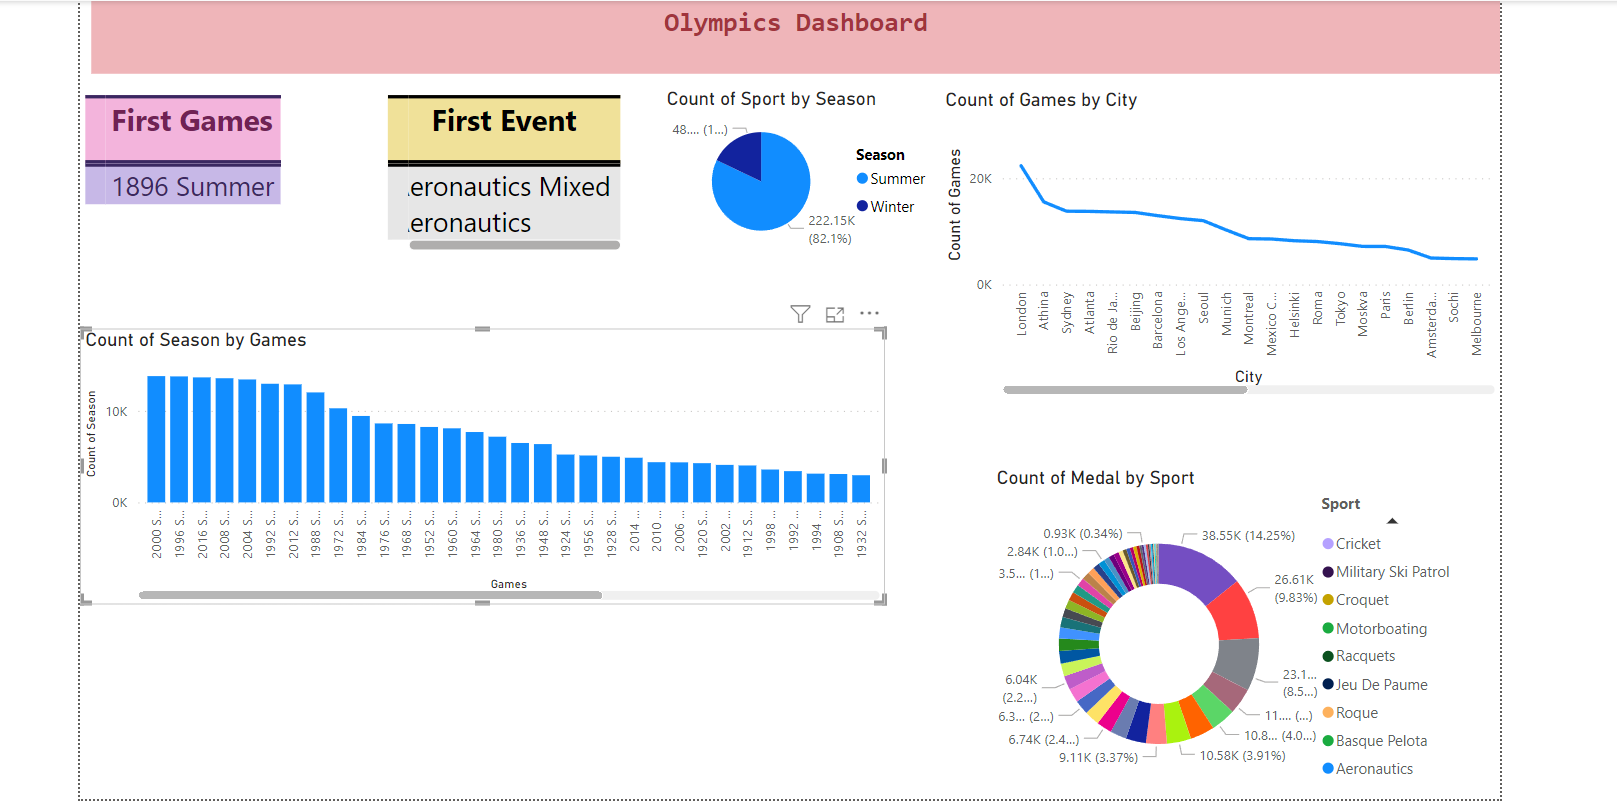 Olympics Dashboard
First Games
1896 Summer
First Event
eronautics Mixed
eronautics
Count of Sport by Season
48.... (1...)
222.15K
(82.1%)
Season
Summer
Winter
Count of Games by City
Count of Games
20K
0K
London
Athina
Sydney
Atlanta
Rio de Ja...
Beijing
Barcelona
Los Ange...
Seoul
Munich
Montreal
Mexico C...
Helsinki
Roma
Tokyo
Moskva
Paris
Berlin
Amsterda...
Sochi
Melbourne
City
Count of Season by Games
Count of Season
10K
0K
2000 S...
1996 S...
2016 S...
2008 S...
2004 S...
1992 S...
2012 S...
1988 S...
1972 S...
1984 S...
1976 S...
1968 S...
1952 S...
1960 S...
1964 S...
1980 S...
1936 S...
1948 S...
1924 S...
1956 S...
1928 S...
2014 ...
2010 ...
2006 ...
1920 S...
2002 ...
1912 S...
1998 ...
1992 ...
1994 ...
1908 S...
1932 S...
Games
Count of Medal by Sport
0.93K (0.34%)
2.84K (1.0...)
3.5... (1...)
6.04K
(2.2...)
6.3... (2...)
6.74K (2.4...)
9.11K (3.37%)
10.58K (3.91%)
10.8... (4.0...)
11.... (...)
23.1...
(8.5...)
26.61K
(9.83%)
38.55K (14.25%)
Sport
Cricket
Military Ski Patrol
Croquet
Motorboating
Racquets
Jeu De Paume
Roque
Basque Pelota
Aeronautics